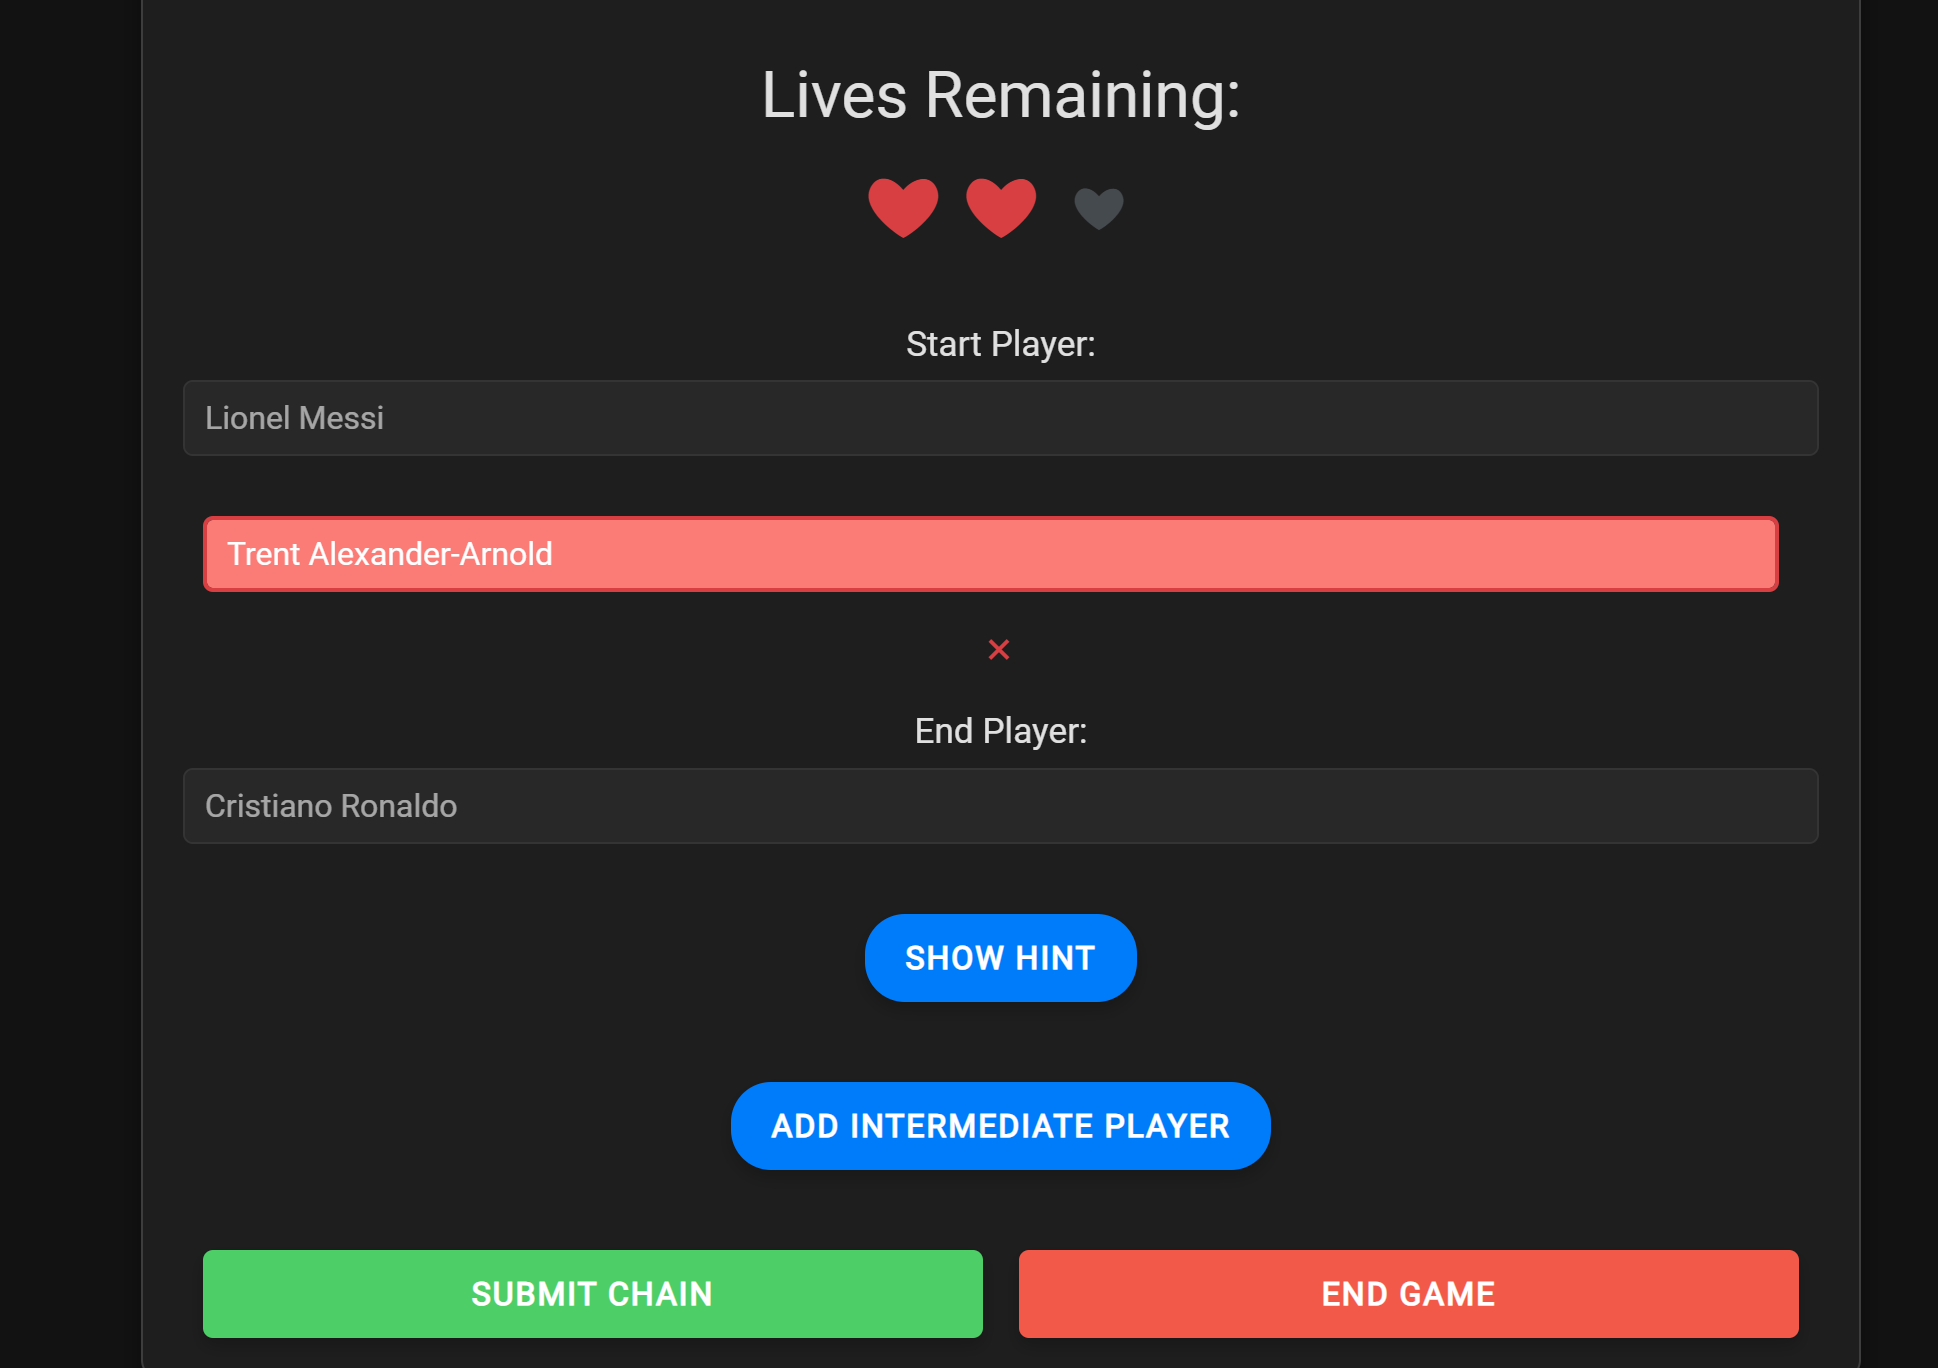 Lives Remaining:
Start Player:
Lionel Messi
Trent Alexander-Arnold
End Player:
Cristiano Ronaldo
SHOW HINT
ADD INTERMEDIATE PLAYER
SUBMIT CHAIN
END GAME